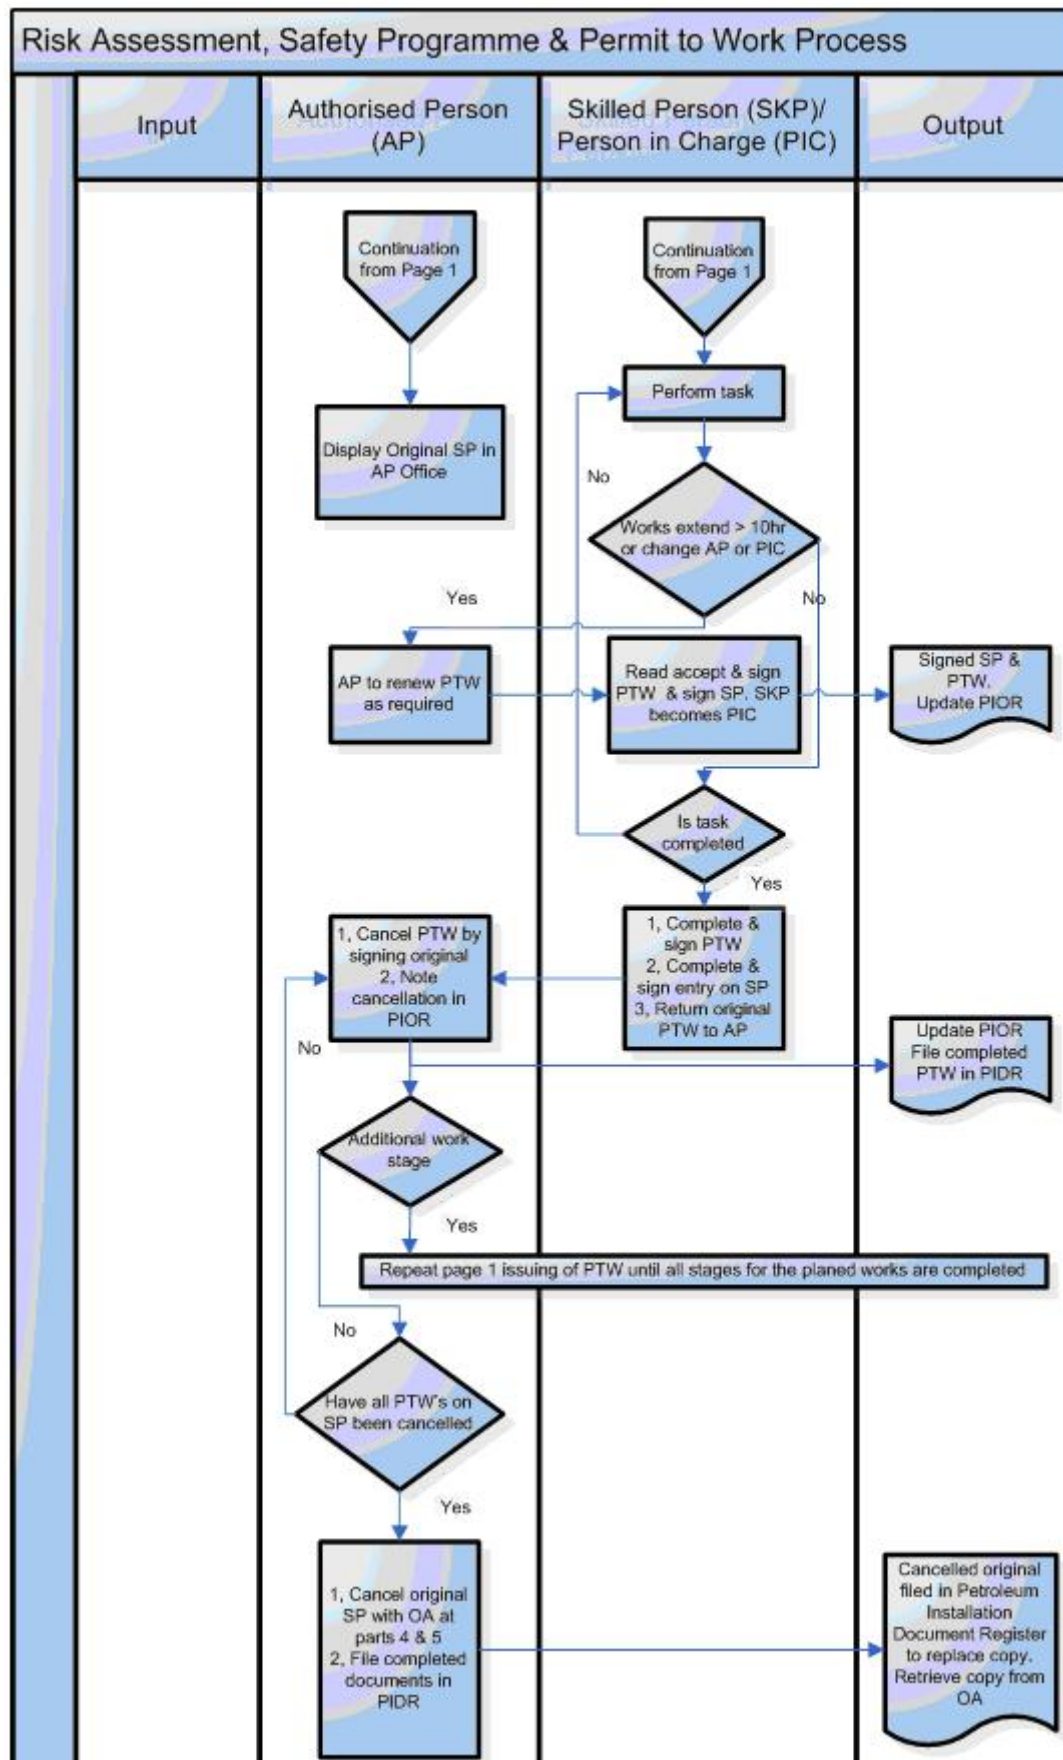 Risk Assessment, Safety Programme & Permit to Work Process
Input
Authorised Person
(AP)
Skilled Person (SKP)/
Person in Charge (PIC)
Output
Continuation
from Page 1
Continuation
from Page 1
Perform task
Display Original SP in
AP Office
No
Works extend > 10hr
or change AP or PIC
Yes
No
AP to renew PTW
as required
Read accept & sign
PTW & sign SP. SKP
becomes PIC
Signed SP &
PTW.
Update PIOR
Is task
completed
Yes
1, Cancel PTW by
signing original
2, Note
cancellation in
PIOR
1, Complete &
sign PTW
2, Complete &
sign entry on SP
3, Return original
PTW to AP
No
Update PIOR
File completed
PTW in PIDR
Additional work
stage
Yes
Repeat page 1 issuing of PTW until all stages for the planed works are completed
No
Have all PTW's on
SP been cancelled
Yes
1, Cancel original
SP with OA at
parts 4 & 5
2, File completed
documents in
PIDR
Cancelled original
filed in Petroleum
Installation
Document Register
to replace copy.
Retrieve copy from
OA